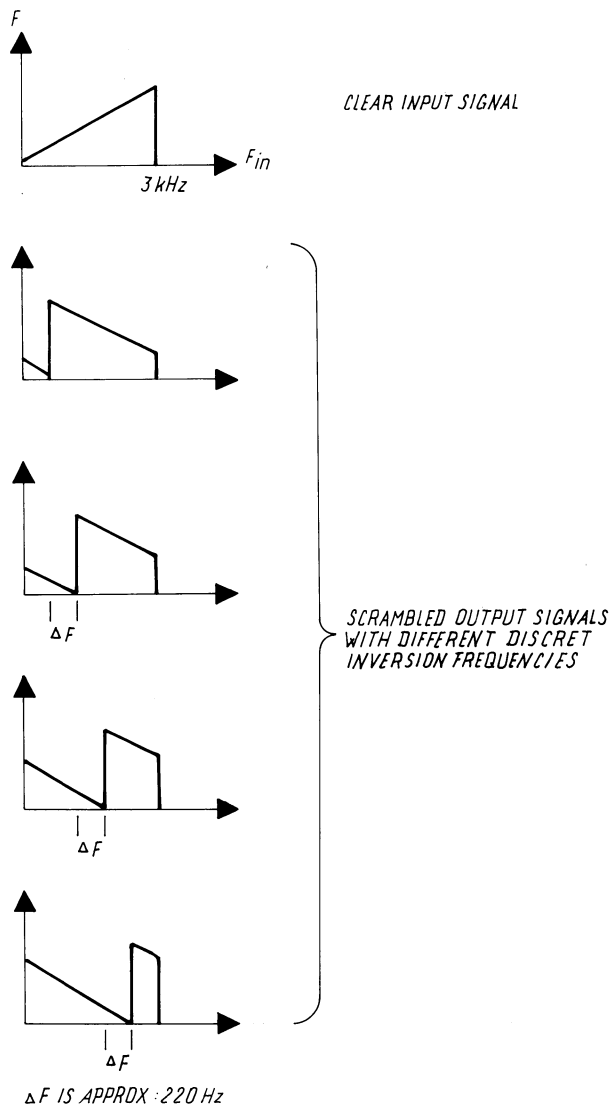 F
CLEAR INPUT SIGNAL
Fin
3 kHz
ΔF
SCRAMBLED OUTPUT SIGNALS
WITH DIFFERENT DISCRET
INVERSION FREQUENCIES
ΔF
ΔF
ΔF IS APPROX : 220 Hz